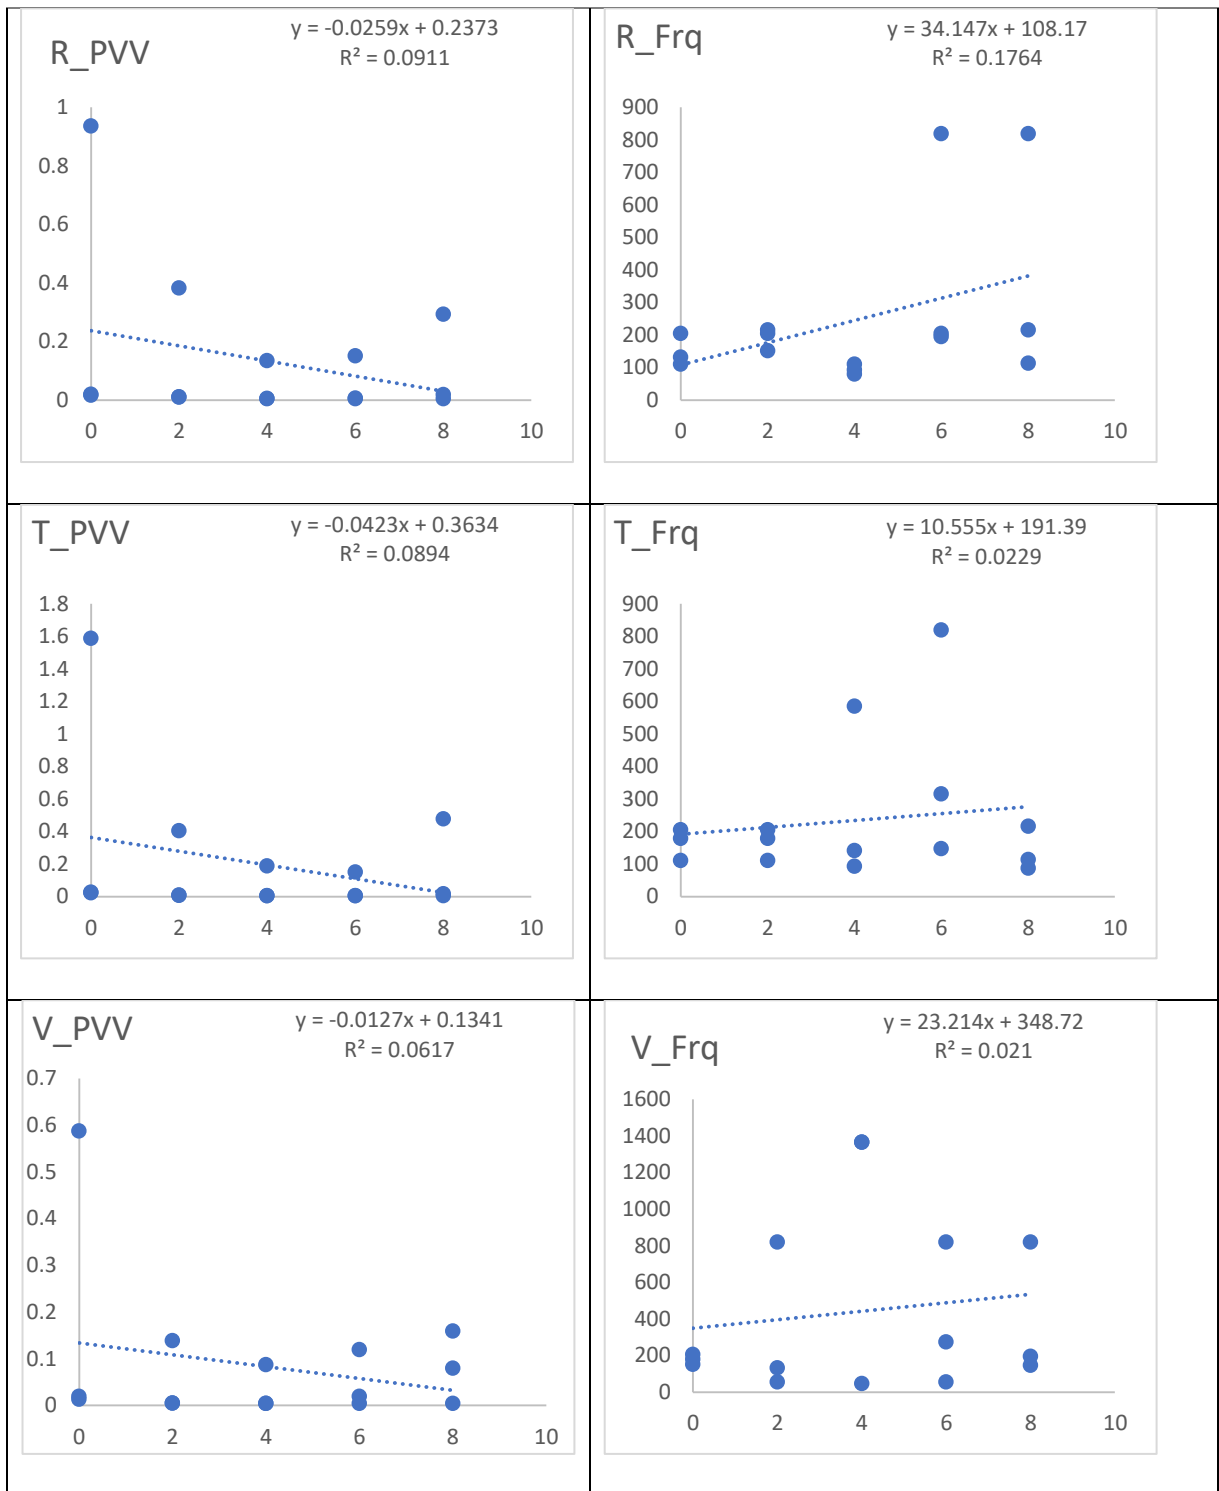 R_PVV
y = -0.0259x + 0.2373
R² = 0.0911
1
0.8
0.6
0.4
0.2
0
0 2 4 6 8 10
R_Frq
y = 34.147x + 108.17
R² = 0.1764
900
800
700
600
500
400
300
200
100
0
0 2 4 6 8 10
T_PVV
y = -0.0423x + 0.3634
R² = 0.0894
1.8
1.6
1.4
1.2
1
0.8
0.6
0.4
0.2
0
0 2 4 6 8 10
T_Frq
y = 10.555x + 191.39
R² = 0.0229
900
800
700
600
500
400
300
200
100
0
0 2 4 6 8 10
V_PVV
y = -0.0127x + 0.1341
R² = 0.0617
0.7
0.6
0.5
0.4
0.3
0.2
0.1
0
0 2 4 6 8 10
V_Frq
y = 23.214x + 348.72
R² = 0.021
1600
1400
1200
1000
800
600
400
200
0
0 2 4 6 8 10